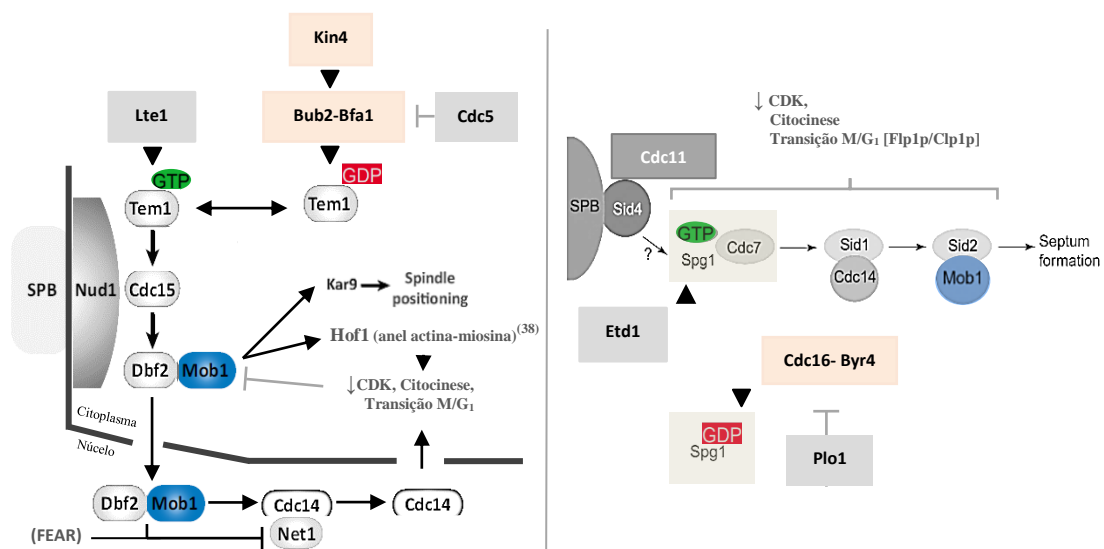 Kin4
Lte1
Bub2-Bfa1
Cdc5
GTP
GDP
Tem1
Tem1
SPB
Nud1
Cdc15
Kar9
Spindle
positioning
Hof1 (anel actina-miosina)(38)
Dbf2
Mob1
↓CDK, Citocinese,
Transição M/G1
Citoplasma
Núcelo
Dbf2
Mob1
Cdc14
Cdc14
(FEAR)
Net1
↓ CDK,
Citocinese
Transição M/G1 [Flp1p/Clp1p]
Cdc11
SPB
Sid4
?
GTP
Cdc7
Spg1
Sid1
Cdc14
Sid2
Mob1
Septum
formation
Etd1
Cdc16- Byr4
GDP
Spg1
Plo1